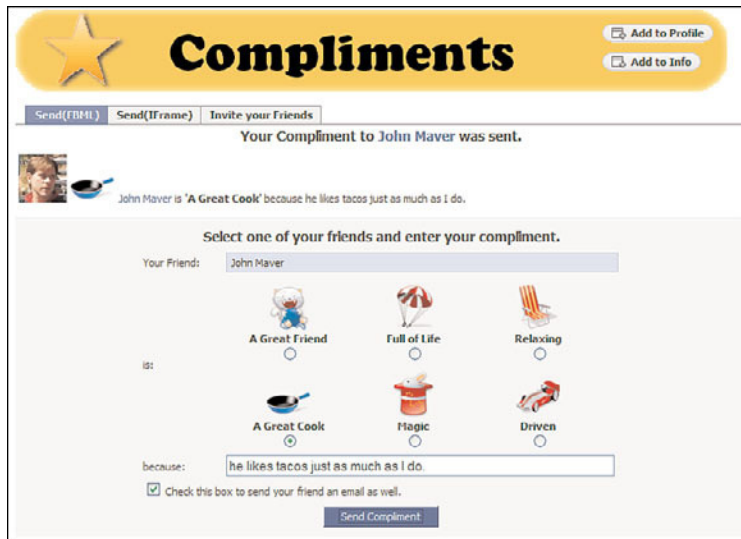 Compliments
Add to Profile
Add to Info
Send(FBML) Send(IFrame) Invite your Friends
Your Compliment to John Maver was sent.
John Maver is 'A Great Cook' because he likes tacos just as much as I do.
Select one of your friends and enter your compliment.
Your Friend: John Maver
A Great Friend Full of Life Relaxing
is:
A Great Cook Magic Driven
because: he likes tacos just as much as I do.
Check this box to send your friend an email as well.
Send Compliment